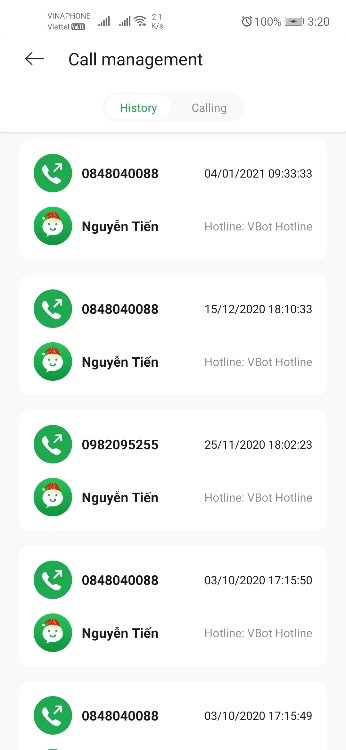 VINAPHONE 2.1
Viettel VoLTE K/s 100% 3:20
Call management
History Calling
0848040088 04/01/2021 09:33:33
Nguyễn Tiến Hotline: VBot Hotline
0848040088 15/12/2020 18:10:33
Nguyễn Tiến Hotline: VBot Hotline
0982095255 25/11/2020 18:02:23
Nguyễn Tiến Hotline: VBot Hotline
0848040088 03/10/2020 17:15:50
Nguyễn Tiến Hotline: VBot Hotline
0848040088 03/10/2020 17:15:49